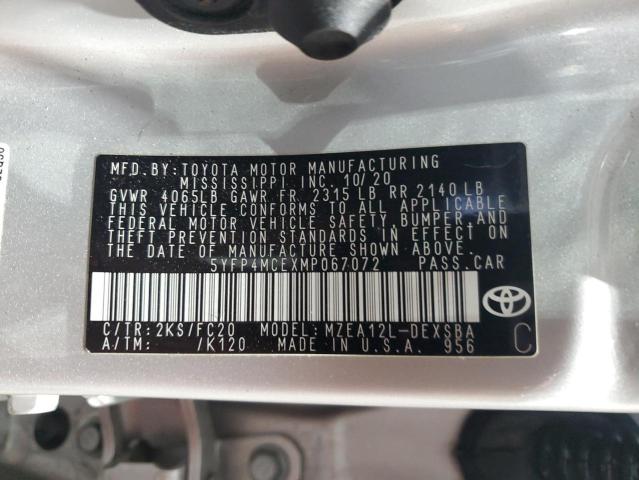 MFD.BY:TOYOTA MOTOR MANUFACTURING
MISSISSIPPI INC. 10/20
GVWR 4065LB GAWR FR 2315 LB RR 2140 LB
THIS VEHICLE CONFORMS TO ALL APPLICABLE
FEDERAL MOTOR VEHICLE SAFETY, BUMPER,AND
THEFT PREVENTION STANDARDS IN EFFECT ON
THE DATE OF MANUFACTURE SHOWN ABOVE.
5YFP4MCEXMP067072 PASS.CAR
C/TR:2KS/FC20 MODEL:MZEA12L-DEXSBA
A/TM: /K120 MADE IN U.S.A. 956
C